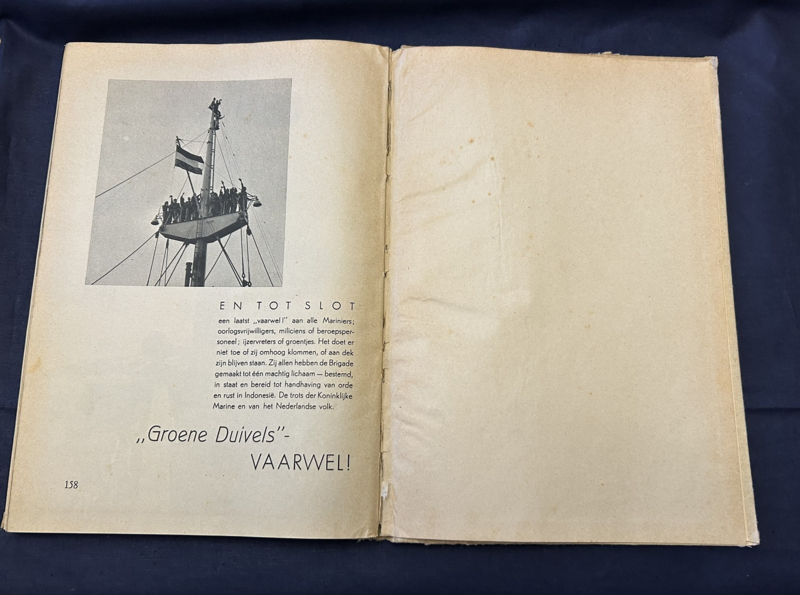 EN TOT SLOT
een laatst „vaarwel!” aan alle Mariniers;
oorlogsvrijwilligers, miliciens of beroepsper-
soneel; ijzervreters of groentjes. Het doet er
niet toe of zij omhoog klommen, of aan dek
zijn blijven staan. Zij allen hebben de Brigade
gemaakt tot één machtig lichaam — bestemd,
in staat en bereid tot handhaving van orde
en rust in Indonesië. De trots der Koninklijke
Marine en van het Nederlandse volk.
„Groene Duivels”-
VAARWEL!
158